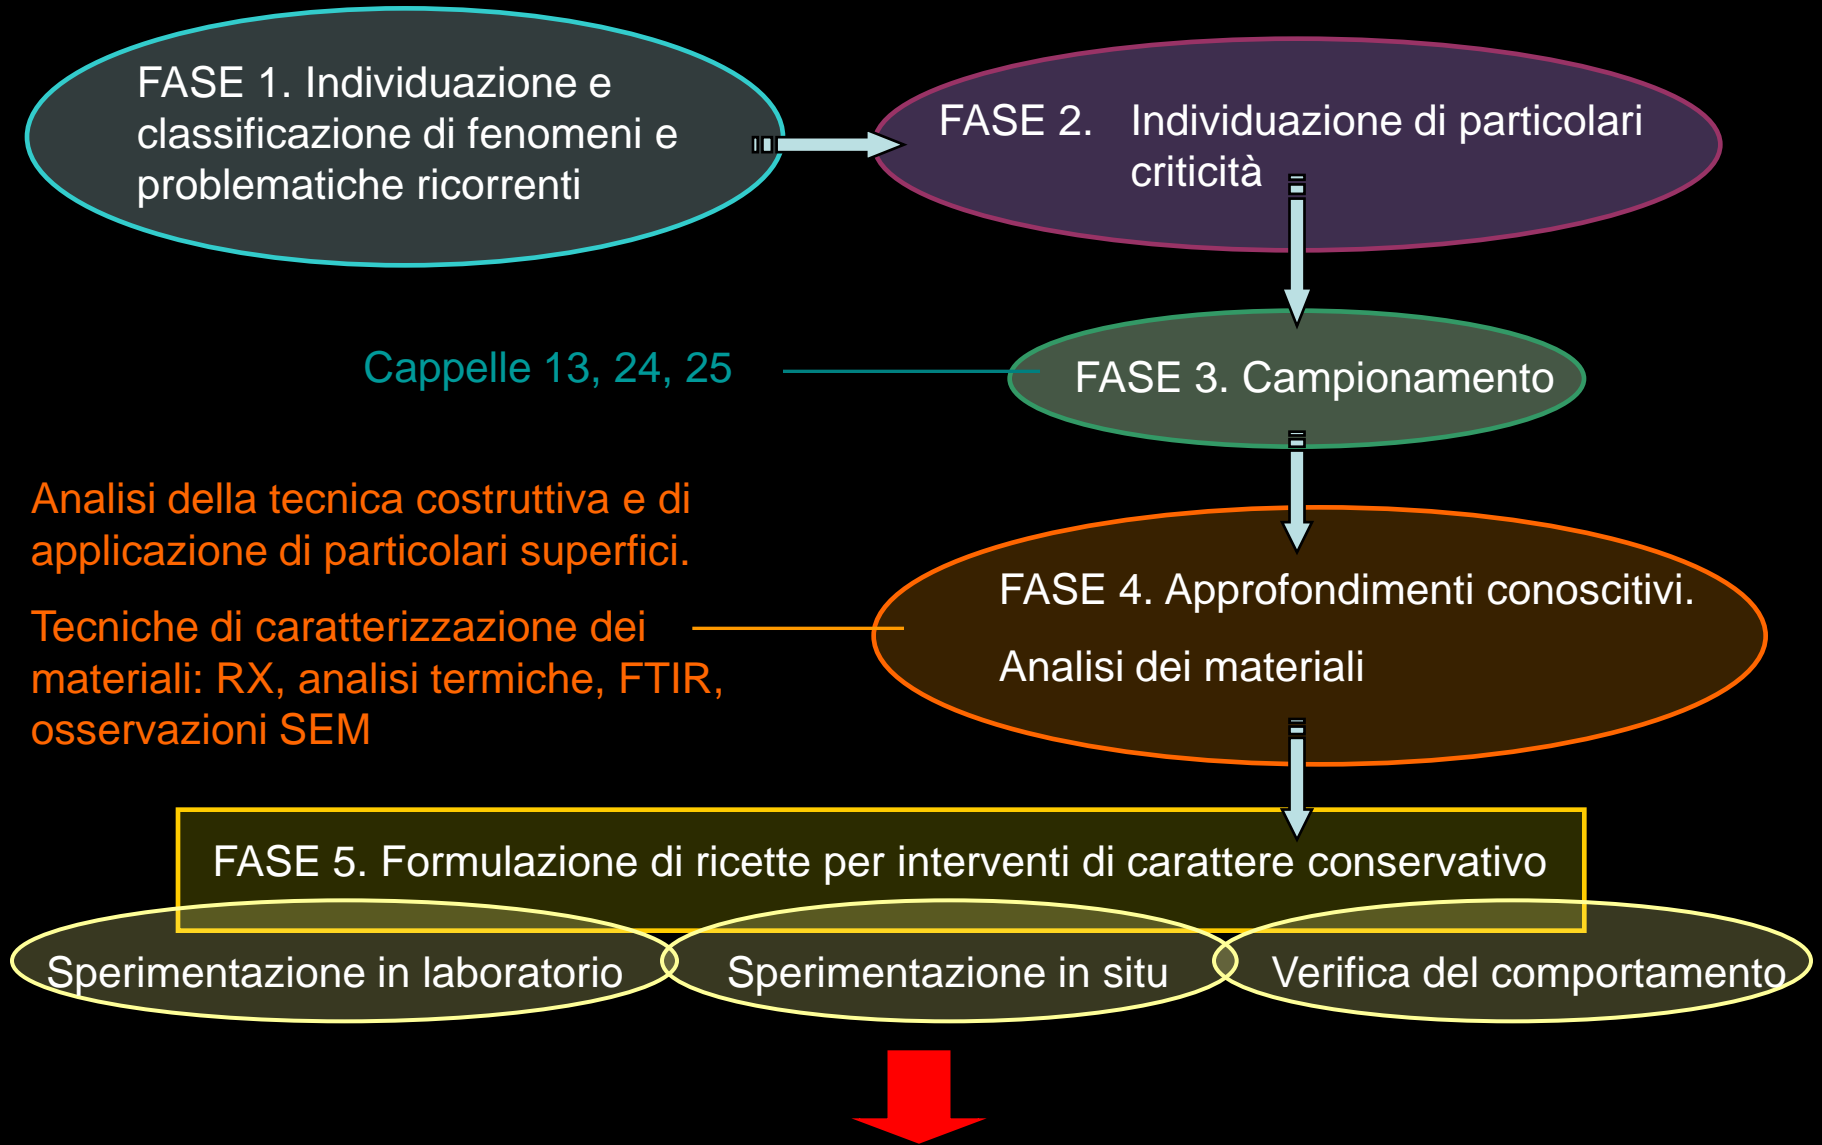 FASE 1. Individuazione e
classificazione di fenomeni e
problematiche ricorrenti
FASE 2. Individuazione di particolari
criticità
Cappelle 13, 24, 25
FASE 3. Campionamento
Analisi della tecnica costruttiva e di
applicazione di particolari superfici.
Tecniche di caratterizzazione dei
materiali: RX, analisi termiche, FTIR,
osservazioni SEM
FASE 4. Approfondimenti conoscitivi.
Analisi dei materiali
FASE 5. Formulazione di ricette per interventi di carattere conservativo
Sperimentazione in laboratorio
Sperimentazione in situ
Verifica del comportamento